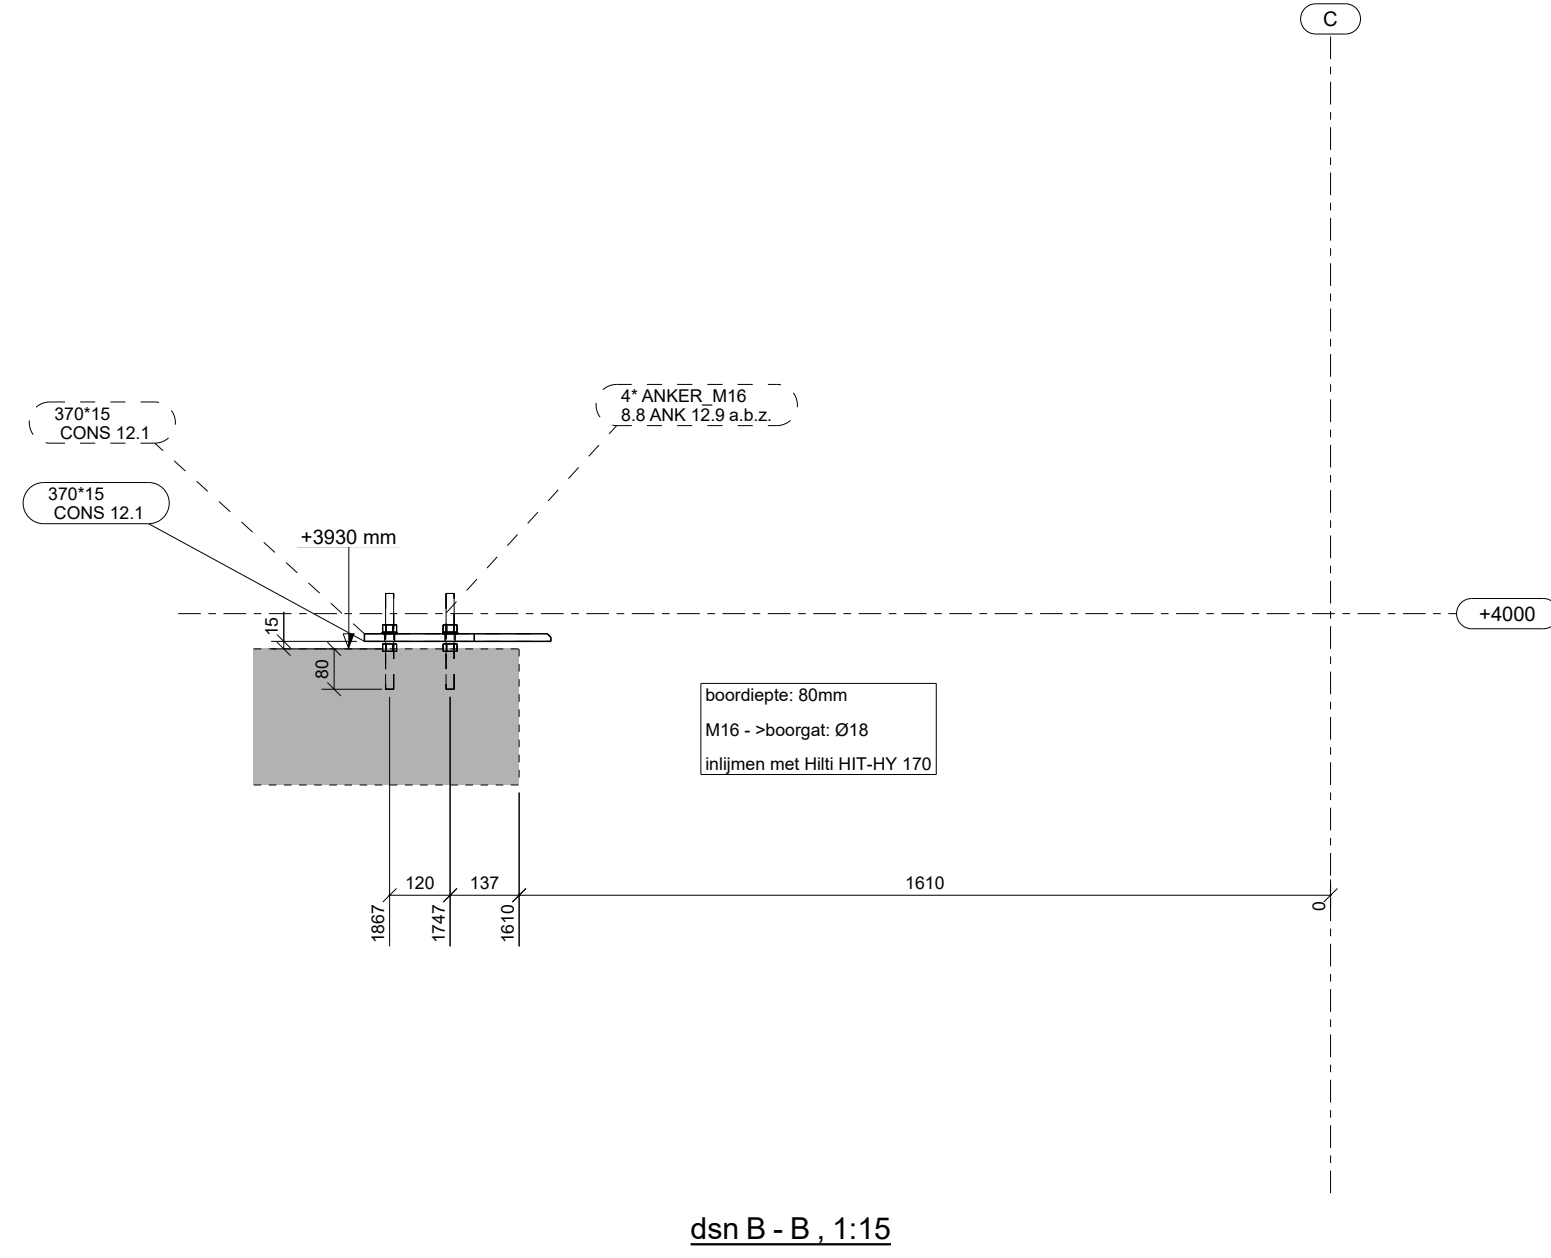 C
4* ANKER_M16
8.8 ANK 12.9 a.b.z.
370*15
CONS 12.1
370*15
CONS 12.1
+3930 mm
+4000
15
80
boordiepte: 80mm
M16 - >boorgat: Ø18
inlijmen met Hilti HIT-HY 170
120
137
1610
1867
1747
1610
0
dsn B - B , 1:15